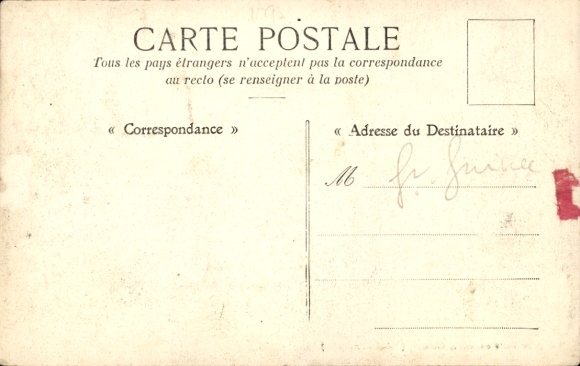 CARTE POSTALE
Tous les pays étrangers n'acceptent pas la correspondance
au recto (se renseigner à la poste)
« Correspondance »
« Adresse du Destinataire »
M